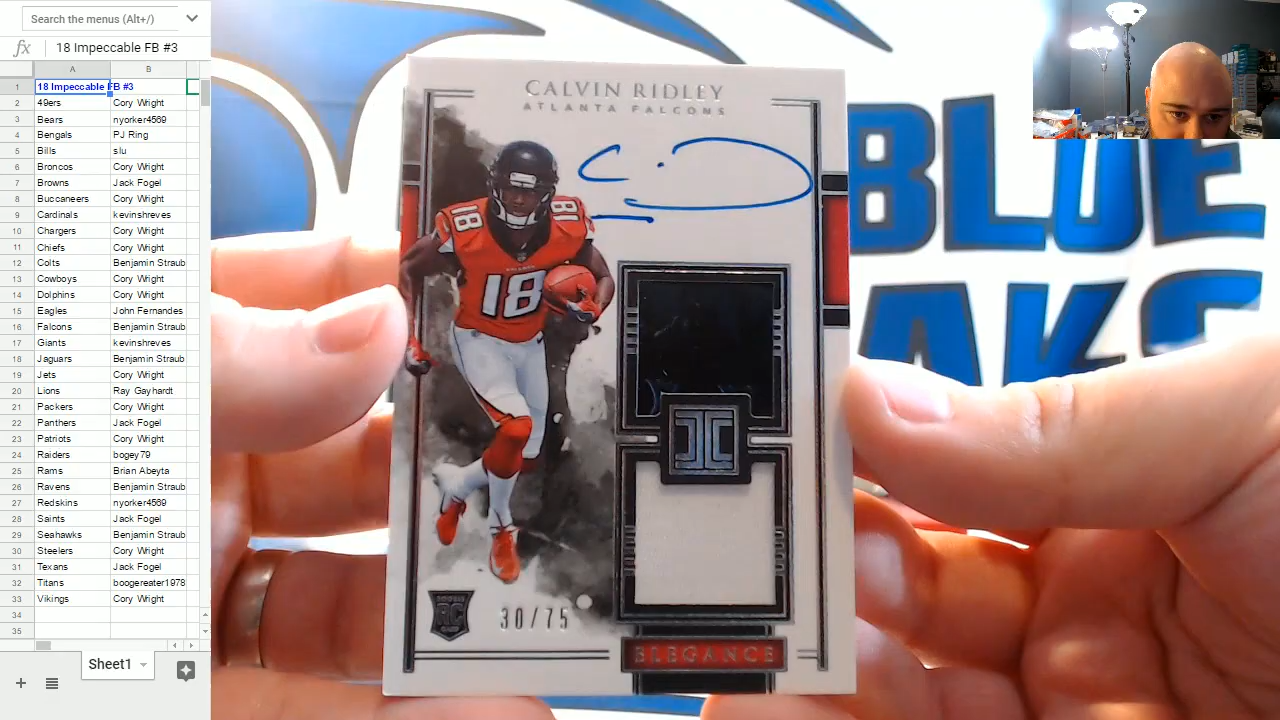 Search the menus (Alt+/)
fx 18 Impeccable FB #3
A B
1 18 Impeccable FB #3
2 49ers Cory Wright
3 Bears nyorker4569
4 Bengals PJ Ring
5 Bills slu
6 Broncos Cory Wright
7 Browns Jack Fogel
8 Buccaneers Cory Wright
9 Cardinals kevinshreves
10 Chargers Cory Wright
11 Chiefs Cory Wright
12 Colts Benjamin Straub
13 Cowboys Cory Wright
14 Dolphins Cory Wright
15 Eagles John Fernandes
16 Falcons Benjamin Straub
17 Giants kevinshreves
18 Jaguars Benjamin Straub
19 Jets Cory Wright
20 Lions Ray Gayhardt
21 Packers Cory Wright
22 Panthers Jack Fogel
23 Patriots Cory Wright
24 Raiders bogey79
25 Rams Brian Abeyta
26 Ravens Benjamin Straub
27 Redskins nyorker4569
28 Saints Jack Fogel
29 Seahawks Benjamin Straub
30 Steelers Cory Wright
31 Texans Jack Fogel
32 Titans boogereater1978
33 Vikings Cory Wright
34
35
Sheet1
CALVIN RIDLEY
ATLANTA FALCONS
18
18
18
ROOKIE
RC
30/75
ELEGANCE
BLUE